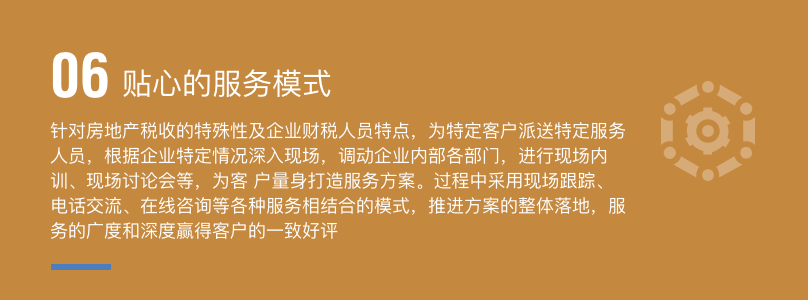 06 贴心的服务模式
针对房地产税收的特殊性及企业财税人员特点，为特定客户派送特定服务
人员，根据企业特定情况深入现场，调动企业内部各部门，进行现场内
训、现场讨论会等，为客 户量身打造服务方案。过程中采用现场跟踪、
电话交流、在线咨询等各种服务相结合的模式，推进方案的整体落地，服
务的广度和深度赢得客户的一致好评